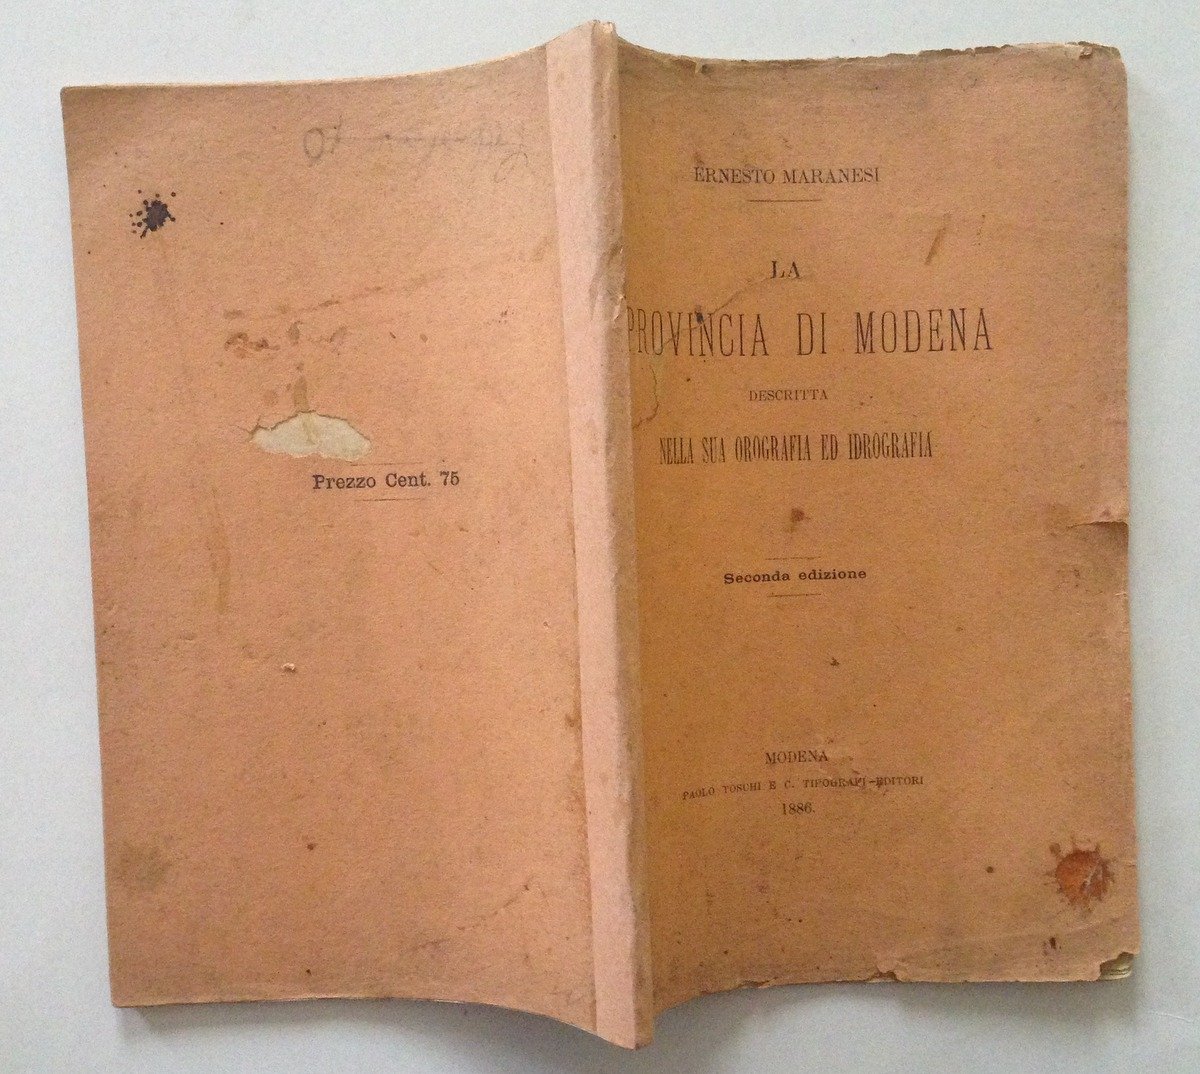 Prezzo Cent. 75
ERNESTO MARANESI
LA
PROVINCIA DI MODENA
DESCRITTA
NELLA SUA OROGRAFIA ED IDROGRAFIA
Seconda edizione
MODENA
PAOLO TOSCHI E C. TIPOGRAFI-EDITORI
1886.